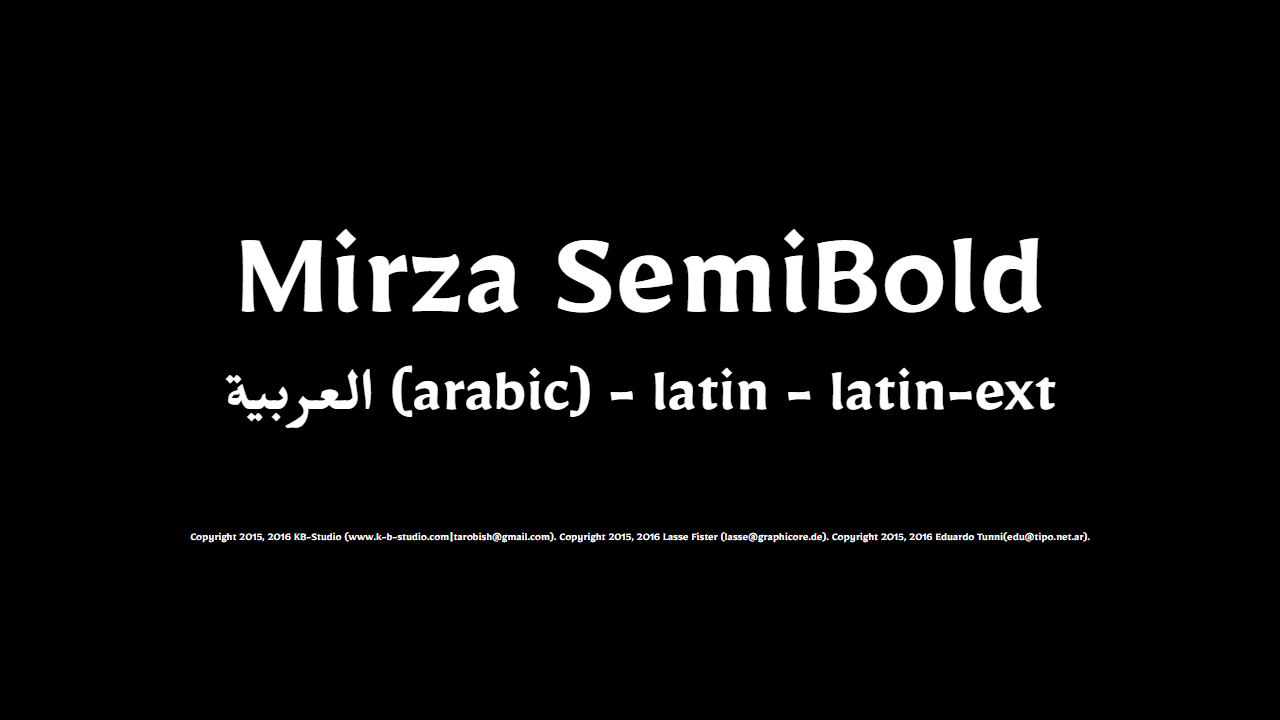 Mirza SemiBold
العربية (arabic) - latin - latin-ext
Copyright 2015, 2016 KB-Studio (www.k-b-studio.com|tarobish@gmail.com). Copyright 2015, 2016 Lasse Fister (lasse@graphicore.de). Copyright 2015, 2016 Eduardo Tunni(edu@tipo.net.ar).